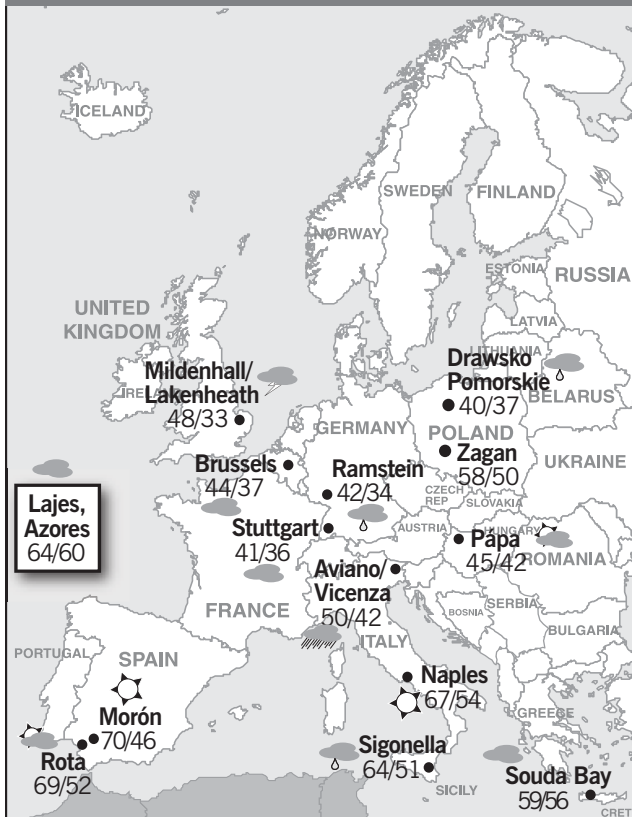 ICELAND
SWEDEN
FINLAND
NORWAY
ESTONIA
RUSSIA
LATVIA
LITHUANIA
UNITED
KINGDOM
Mildenhall/
Lakenheath
48/33
Drawsko
Pomorskie
40/37
BELARUS
GERMANY
POLAND
Zagan
58/50
UKRAINE
Brussels
44/37
Ramstein
42/34
CZECH
REP
SLOVAKIA
Lajes,
Azores
64/60
Stuttgart
41/36
AUSTRIA
HUNGARY
Pápa
45/42
ROMANIA
Aviano/
Vicenza
50/42
FRANCE
BOSNIA
SERBIA
BULGARIA
ITALY
PORTUGAL
SPAIN
Naples
67/54
Morón
70/46
GREECE
Rota
69/52
Sigonella
64/51
SICILY
Souda Bay
59/56